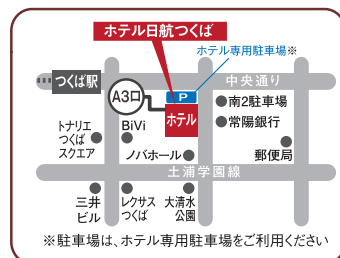 ホテル日航つくば
ホテル専用駐車場※
つくば駅
中央通り
A3口
P
ホテル
南2駐車場
常陽銀行
トナリエ
つくば
スクエア
BiVi
ノバホール
郵便局
土浦学園線
三井
ビル
レクサス
つくば
大清水
公園
※駐車場は、ホテル専用駐車場をご利用ください